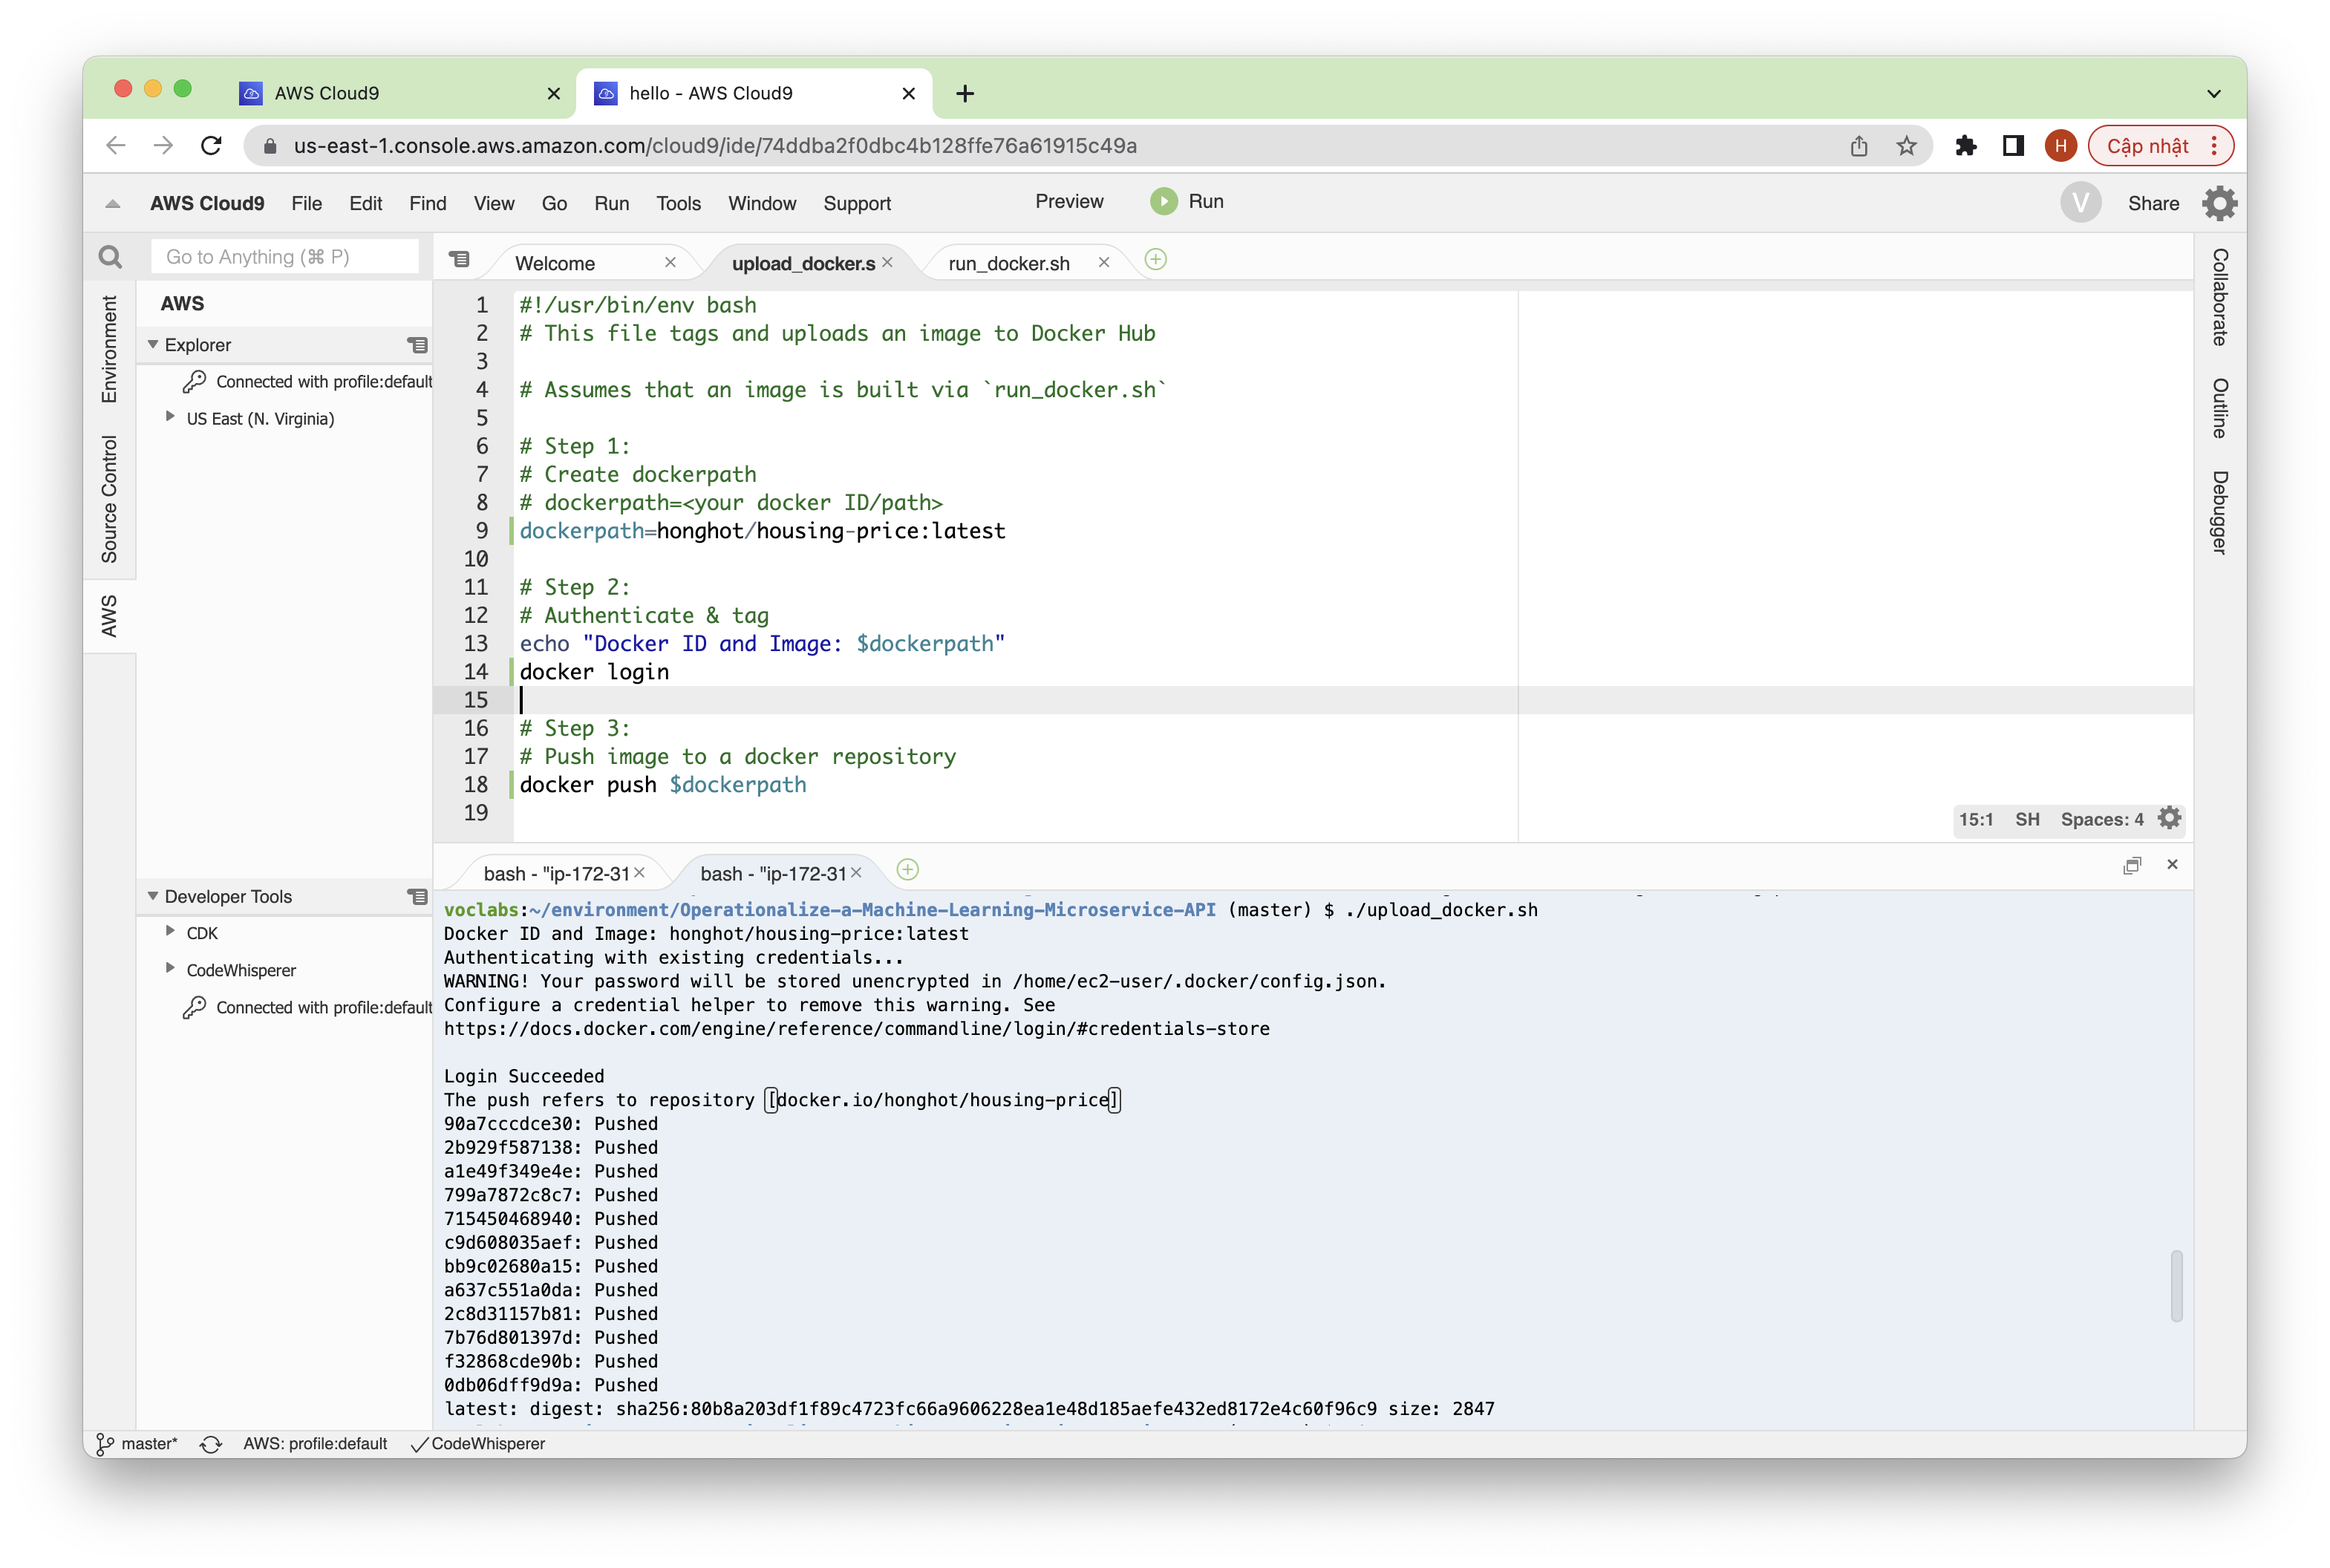 AWS Cloud9
hello - AWS Cloud9
us-east-1.console.aws.amazon.com/cloud9/ide/74ddba2f0dbc4b128ffe76a61915c49a
H
Cập nhật
AWS Cloud9 File Edit Find View Go Run Tools Window Support Preview Run V Share
Go to Anything (⌘ P)
Welcome
upload_docker.s
run_docker.sh
Environment
Source Control
AWS
AWS
Explorer
Connected with profile:default
US East (N. Virginia)
Developer Tools
CDK
CodeWhisperer
Connected with profile:default
1 #!/usr/bin/env bash
2 # This file tags and uploads an image to Docker Hub
3
4 # Assumes that an image is built via `run_docker.sh`
5
6 # Step 1:
7 # Create dockerpath
8 # dockerpath=<your docker ID/path>
9 dockerpath=honghot/housing-price:latest
10
11 # Step 2:
12 # Authenticate & tag
13 echo "Docker ID and Image: $dockerpath"
14 docker login
15
16 # Step 3:
17 # Push image to a docker repository
18 docker push $dockerpath
19
15:1 SH Spaces: 4
Collaborate
Outline
Debugger
bash - "ip-172-31
bash - "ip-172-31
voclabs:~/environment/Operationalize-a-Machine-Learning-Microservice-API (master) $ ./upload_docker.sh
Docker ID and Image: honghot/housing-price:latest
Authenticating with existing credentials...
WARNING! Your password will be stored unencrypted in /home/ec2-user/.docker/config.json.
Configure a credential helper to remove this warning. See
https://docs.docker.com/engine/reference/commandline/login/#credentials-store
Login Succeeded
The push refers to repository [docker.io/honghot/housing-price]
90a7cccdce30: Pushed
2b929f587138: Pushed
a1e49f349e4e: Pushed
799a7872c8c7: Pushed
715450468940: Pushed
c9d608035aef: Pushed
bb9c02680a15: Pushed
a637c551a0da: Pushed
2c8d31157b81: Pushed
7b76d801397d: Pushed
f32868cde90b: Pushed
0db06dff9d9a: Pushed
latest: digest: sha256:80b8a203df1f89c4723fc66a9606228ea1e48d185aefe432ed8172e4c60f96c9 size: 2847
master* AWS: profile:default CodeWhisperer